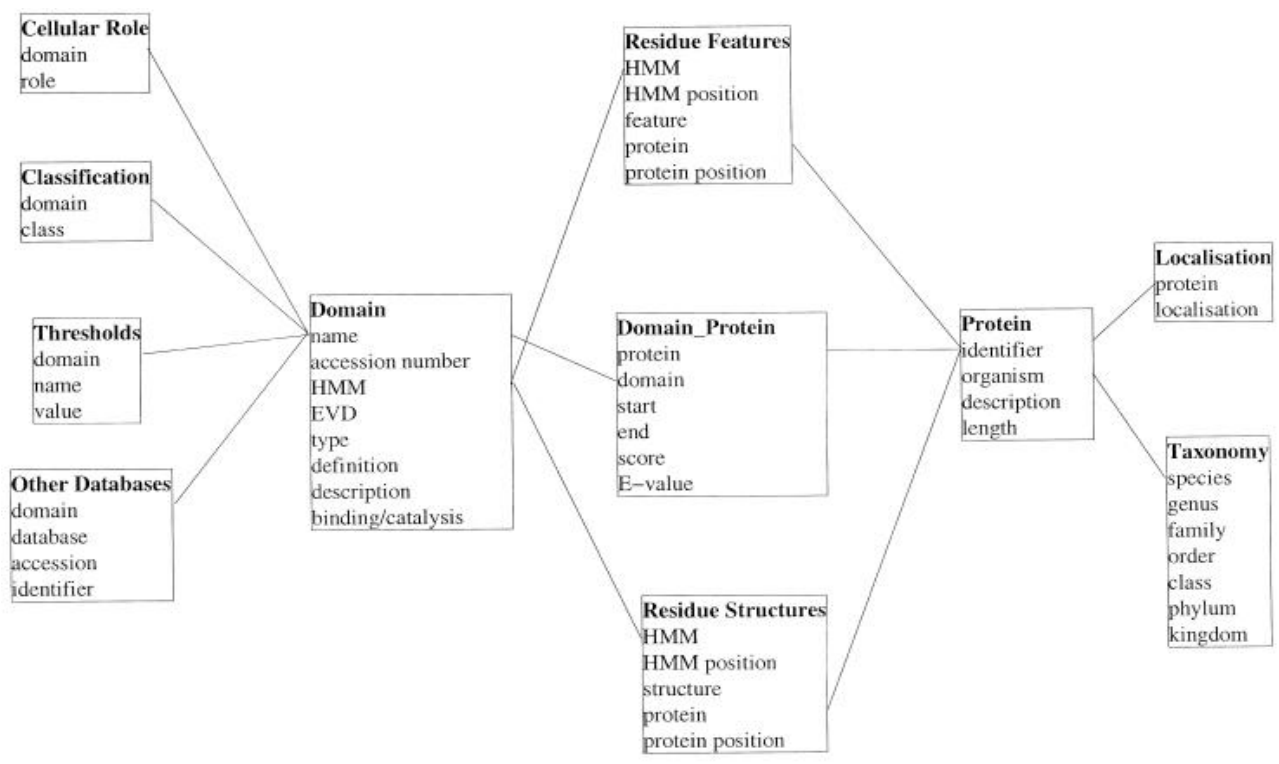 Cellular Role
domain
role
Classification
domain
class
Thresholds
domain
name
value
Other Databases
domain
database
accession
identifier
Domain
name
accession number
HMM
EVD
type
definition
description
binding/catalysis
Residue Features
HMM
HMM position
feature
protein
protein position
Domain_Protein
protein
domain
start
end
score
E−value
Residue Structures
HMM
HMM position
structure
protein
protein position
Protein
identifier
organism
description
length
Localisation
protein
localisation
Taxonomy
species
genus
family
order
class
phylum
kingdom